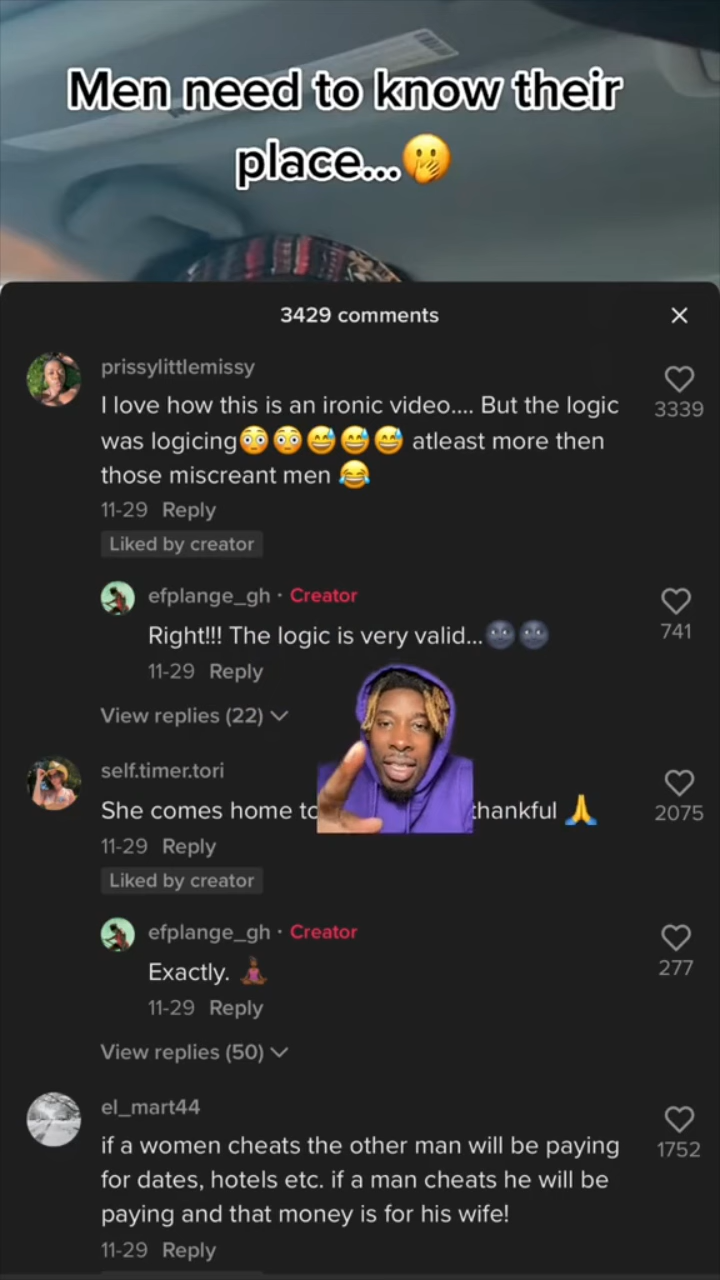 Men need to know their
place...🤭
3429 comments
prissylittlemissy
I love how this is an ironic video.... But the logic
was logicing😳😳😅😅😅 atleast more then
those miscreant men 😂
3339
11-29 Reply
Liked by creator
efplange_gh · Creator
Right!!! The logic is very valid...🌚🌚
741
11-29 Reply
View replies (22)
self.timer.tori
She comes home to thankful 🙏
2075
11-29 Reply
Liked by creator
efplange_gh · Creator
Exactly. 🧘🏾‍♀️
277
11-29 Reply
View replies (50)
el_mart44
if a women cheats the other man will be paying
for dates, hotels etc. if a man cheats he will be
paying and that money is for his wife!
1752
11-29 Reply